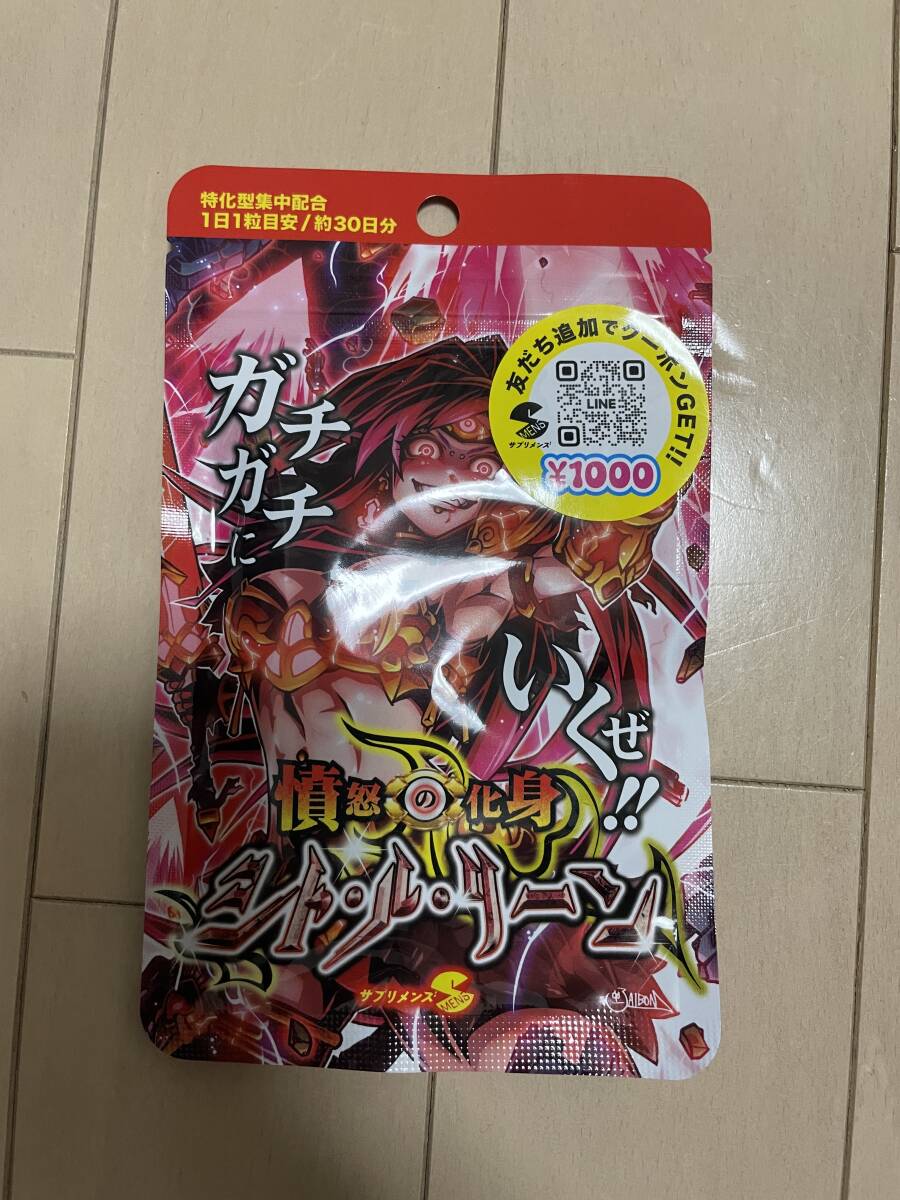 特化型集中配合
1日1粒目安/約30日分
友だち追加でクーポンGET!!
LINE
MENS
サプリメンズ
¥1000
ガチガチに
いくぜ!!
憤怒の化身
シトルリーン
サプリメンズ
MENS
JAIBON